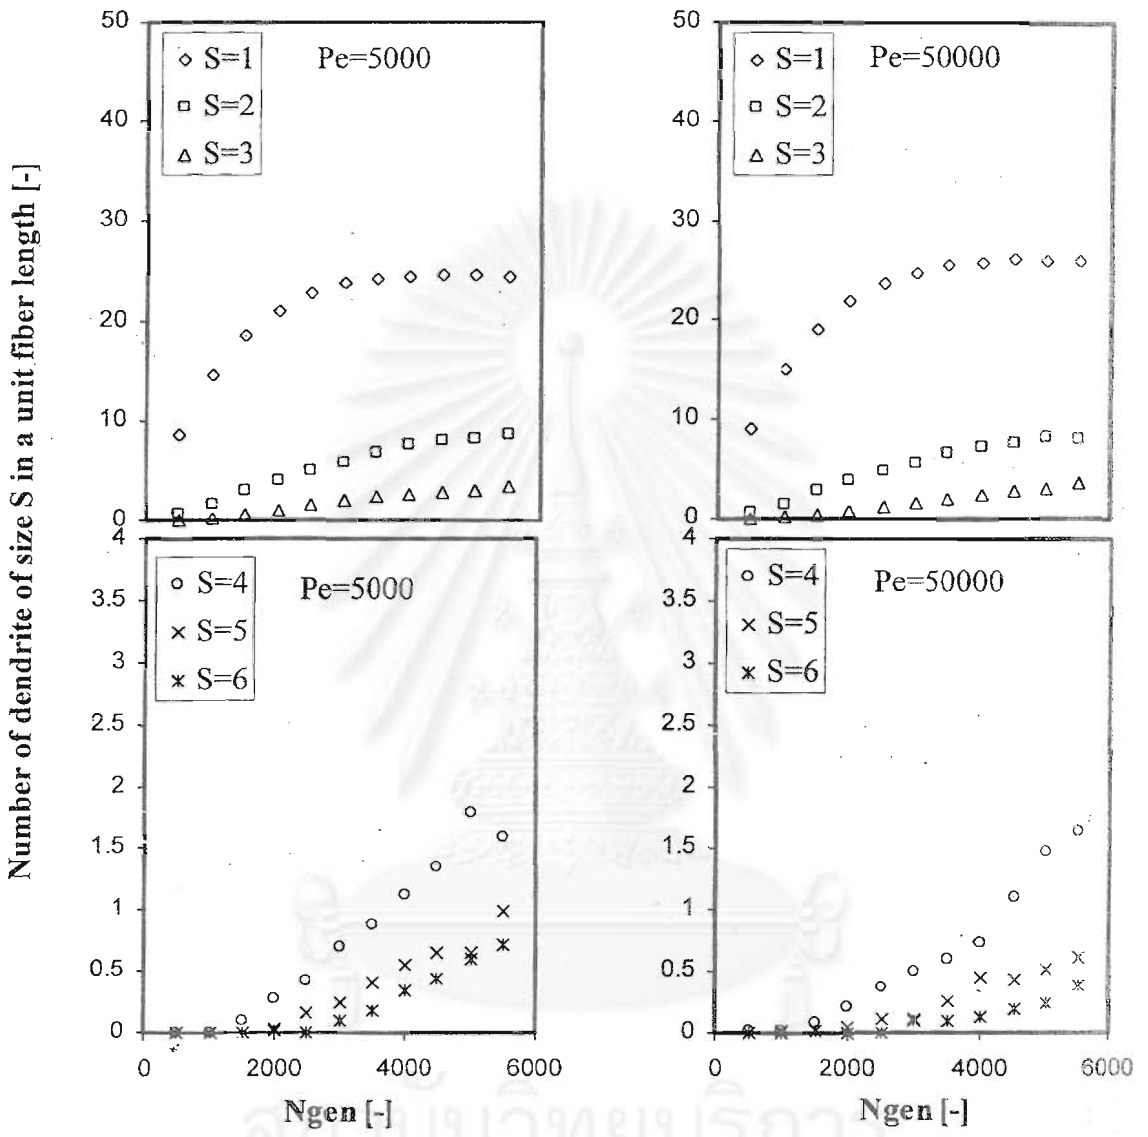 Number of dendrite of size S in a unit fiber length [-]
50
40
30
20
10
0
S=1
S=2
S=3
Pe=5000
50
40
30
20
10
0
S=1
S=2
S=3
Pe=50000
4
3.5
3
2.5
2
1.5
1
0.5
0
S=4
S=5
S=6
Pe=5000
0 2000 4000 6000
Ngen [-]
4
3.5
3
2.5
2
1.5
1
0.5
0
S=4
S=5
S=6
Pe=50000
0 2000 4000 6000
Ngen [-]